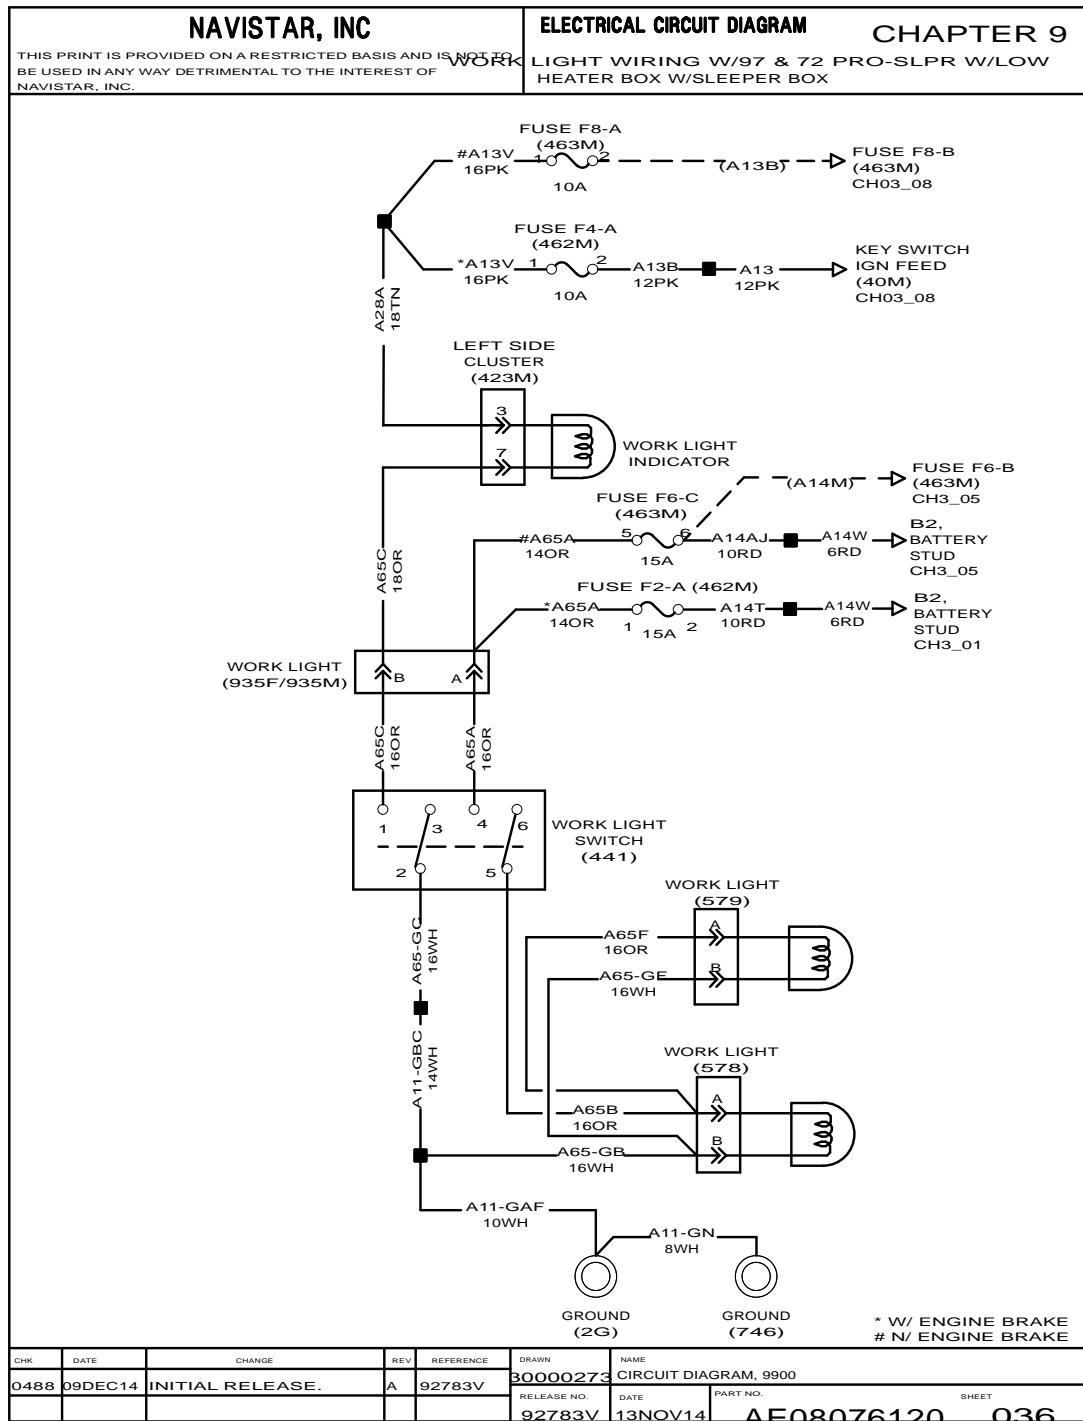 NAVISTAR, INC
THIS PRINT IS PROVIDED ON A RESTRICTED BASIS AND IS NOT TO
BE USED IN ANY WAY DETRIMENTAL TO THE INTEREST OF
NAVISTAR, INC.
ELECTRICAL CIRCUIT DIAGRAM
CHAPTER 9
WORK LIGHT WIRING W/97 & 72 PRO-SLPR W/LOW
HEATER BOX W/SLEEPER BOX
FUSE F8-A
(463M)
#A13V
16PK
1
2
10A
(A13B)
FUSE F8-B
(463M)
CH03_08
FUSE F4-A
(462M)
*A13V
16PK
1
2
10A
A13B
12PK
A13
12PK
KEY SWITCH
IGN FEED
(40M)
CH03_08
A28A
18TN
LEFT SIDE
CLUSTER
(423M)
3
7
WORK LIGHT
INDICATOR
(A14M)
FUSE F6-B
(463M)
CH3_05
FUSE F6-C
(463M)
#A65A
14OR
5
6
15A
A14AJ
10RD
A14W
6RD
B2,
BATTERY
STUD
CH3_05
FUSE F2-A (462M)
*A65A
14OR
1
15A
2
A14T
10RD
A14W
6RD
B2,
BATTERY
STUD
CH3_01
A65C
18OR
WORK LIGHT
(935F/935M)
B
A
A65C
16OR
A65A
16OR
1
3
4
6
2
5
WORK LIGHT
SWITCH
(441)
A65-GC
16WH
A11-GBC
14WH
WORK LIGHT
(579)
A65F
16OR
A
A65-GE
16WH
B
WORK LIGHT
(578)
A65B
16OR
A
A65-GB
16WH
B
A11-GAF
10WH
A11-GN
8WH
GROUND
(2G)
GROUND
(746)
* W/ ENGINE BRAKE
# N/ ENGINE BRAKE
CHK DATE CHANGE REV REFERENCE
0488 09DEC14 INITIAL RELEASE. A 92783V
DRAWN
30000273
NAME
CIRCUIT DIAGRAM, 9900
RELEASE NO.
92783V
DATE
13NOV14
PART NO.
AE08076120
SHEET
036